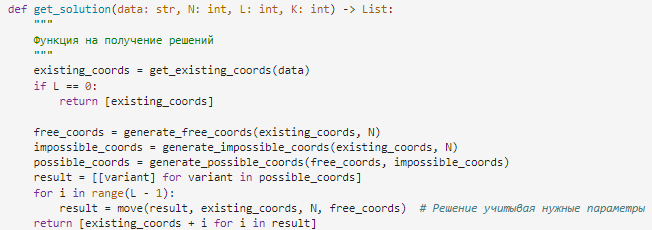 def get_solution(data: str, N: int, L: int, K: int) -> List:
    """
    Функция на получение решений
    """
    existing_coords = get_existing_coords(data)
    if L == 0:
        return [existing_coords]

    free_coords = generate_free_coords(existing_coords, N)
    impossible_coords = generate_impossible_coords(existing_coords, N)
    possible_coords = generate_possible_coords(free_coords, impossible_coords)
    result = [[variant] for variant in possible_coords]
    for i in range(L - 1):
        result = move(result, existing_coords, N, free_coords)  # Решение учитывая нужные параметры
    return [existing_coords + i for i in result]